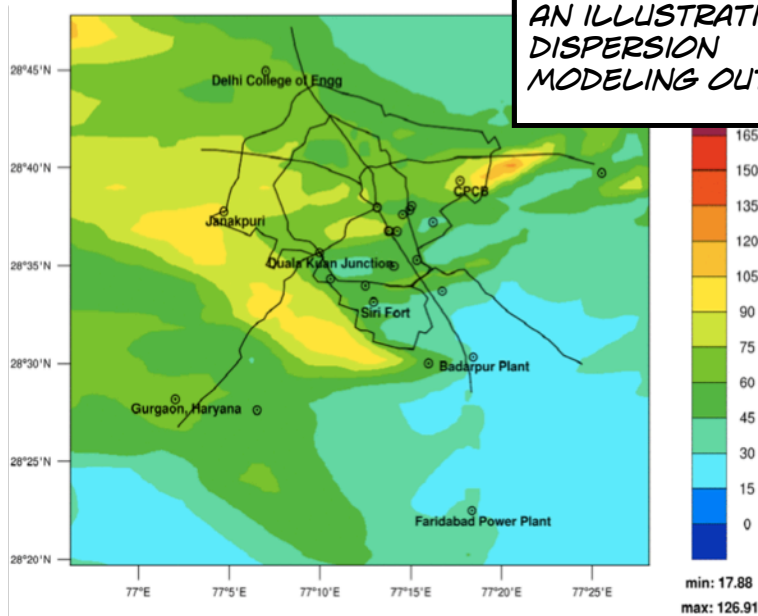 AN ILLUSTRATI
DISPERSION
MODELING OUT
28°45'N
28°40'N
28°35'N
28°30'N
28°25'N
28°20'N
Delhi College of Engg
CPCB
Janakpuri
Duala Kuan Junction
Siri Fort
Badarpur Plant
Gurgaon, Haryana
Faridabad Power Plant
77°E
77°5'E
77°10'E
77°15'E
77°20'E
77°25'E
165
150
135
120
105
90
75
60
45
30
15
0
min: 17.88
max: 126.91